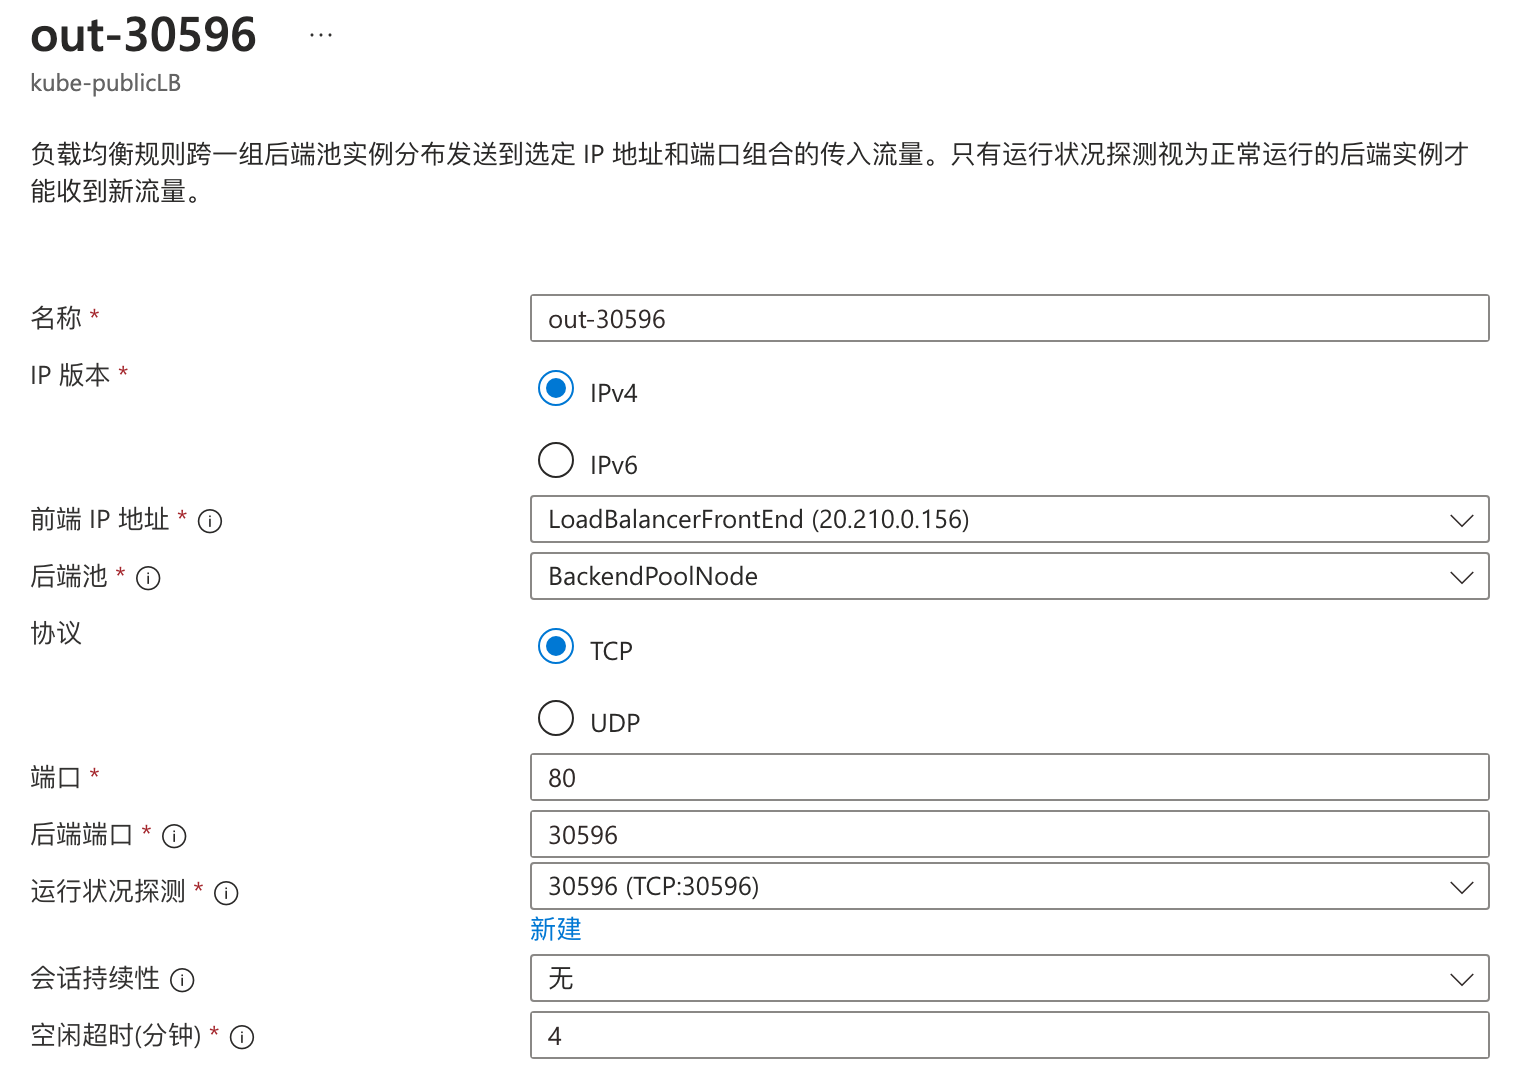 out-30596 ...
kube-publicLB
负载均衡规则跨一组后端池实例分布发送到选定 IP 地址和端口组合的传入流量。只有运行状况探测视为正常运行的后端实例才
能收到新流量。
名称 * out-30596
IP 版本 * IPv4
IPv6
前端 IP 地址 * LoadBalancerFrontEnd (20.210.0.156)
后端池 * BackendPoolNode
协议 TCP
UDP
端口 * 80
后端端口 * 30596
运行状况探测 * 30596 (TCP:30596)
新建
会话持续性 无
空闲超时(分钟) * 4